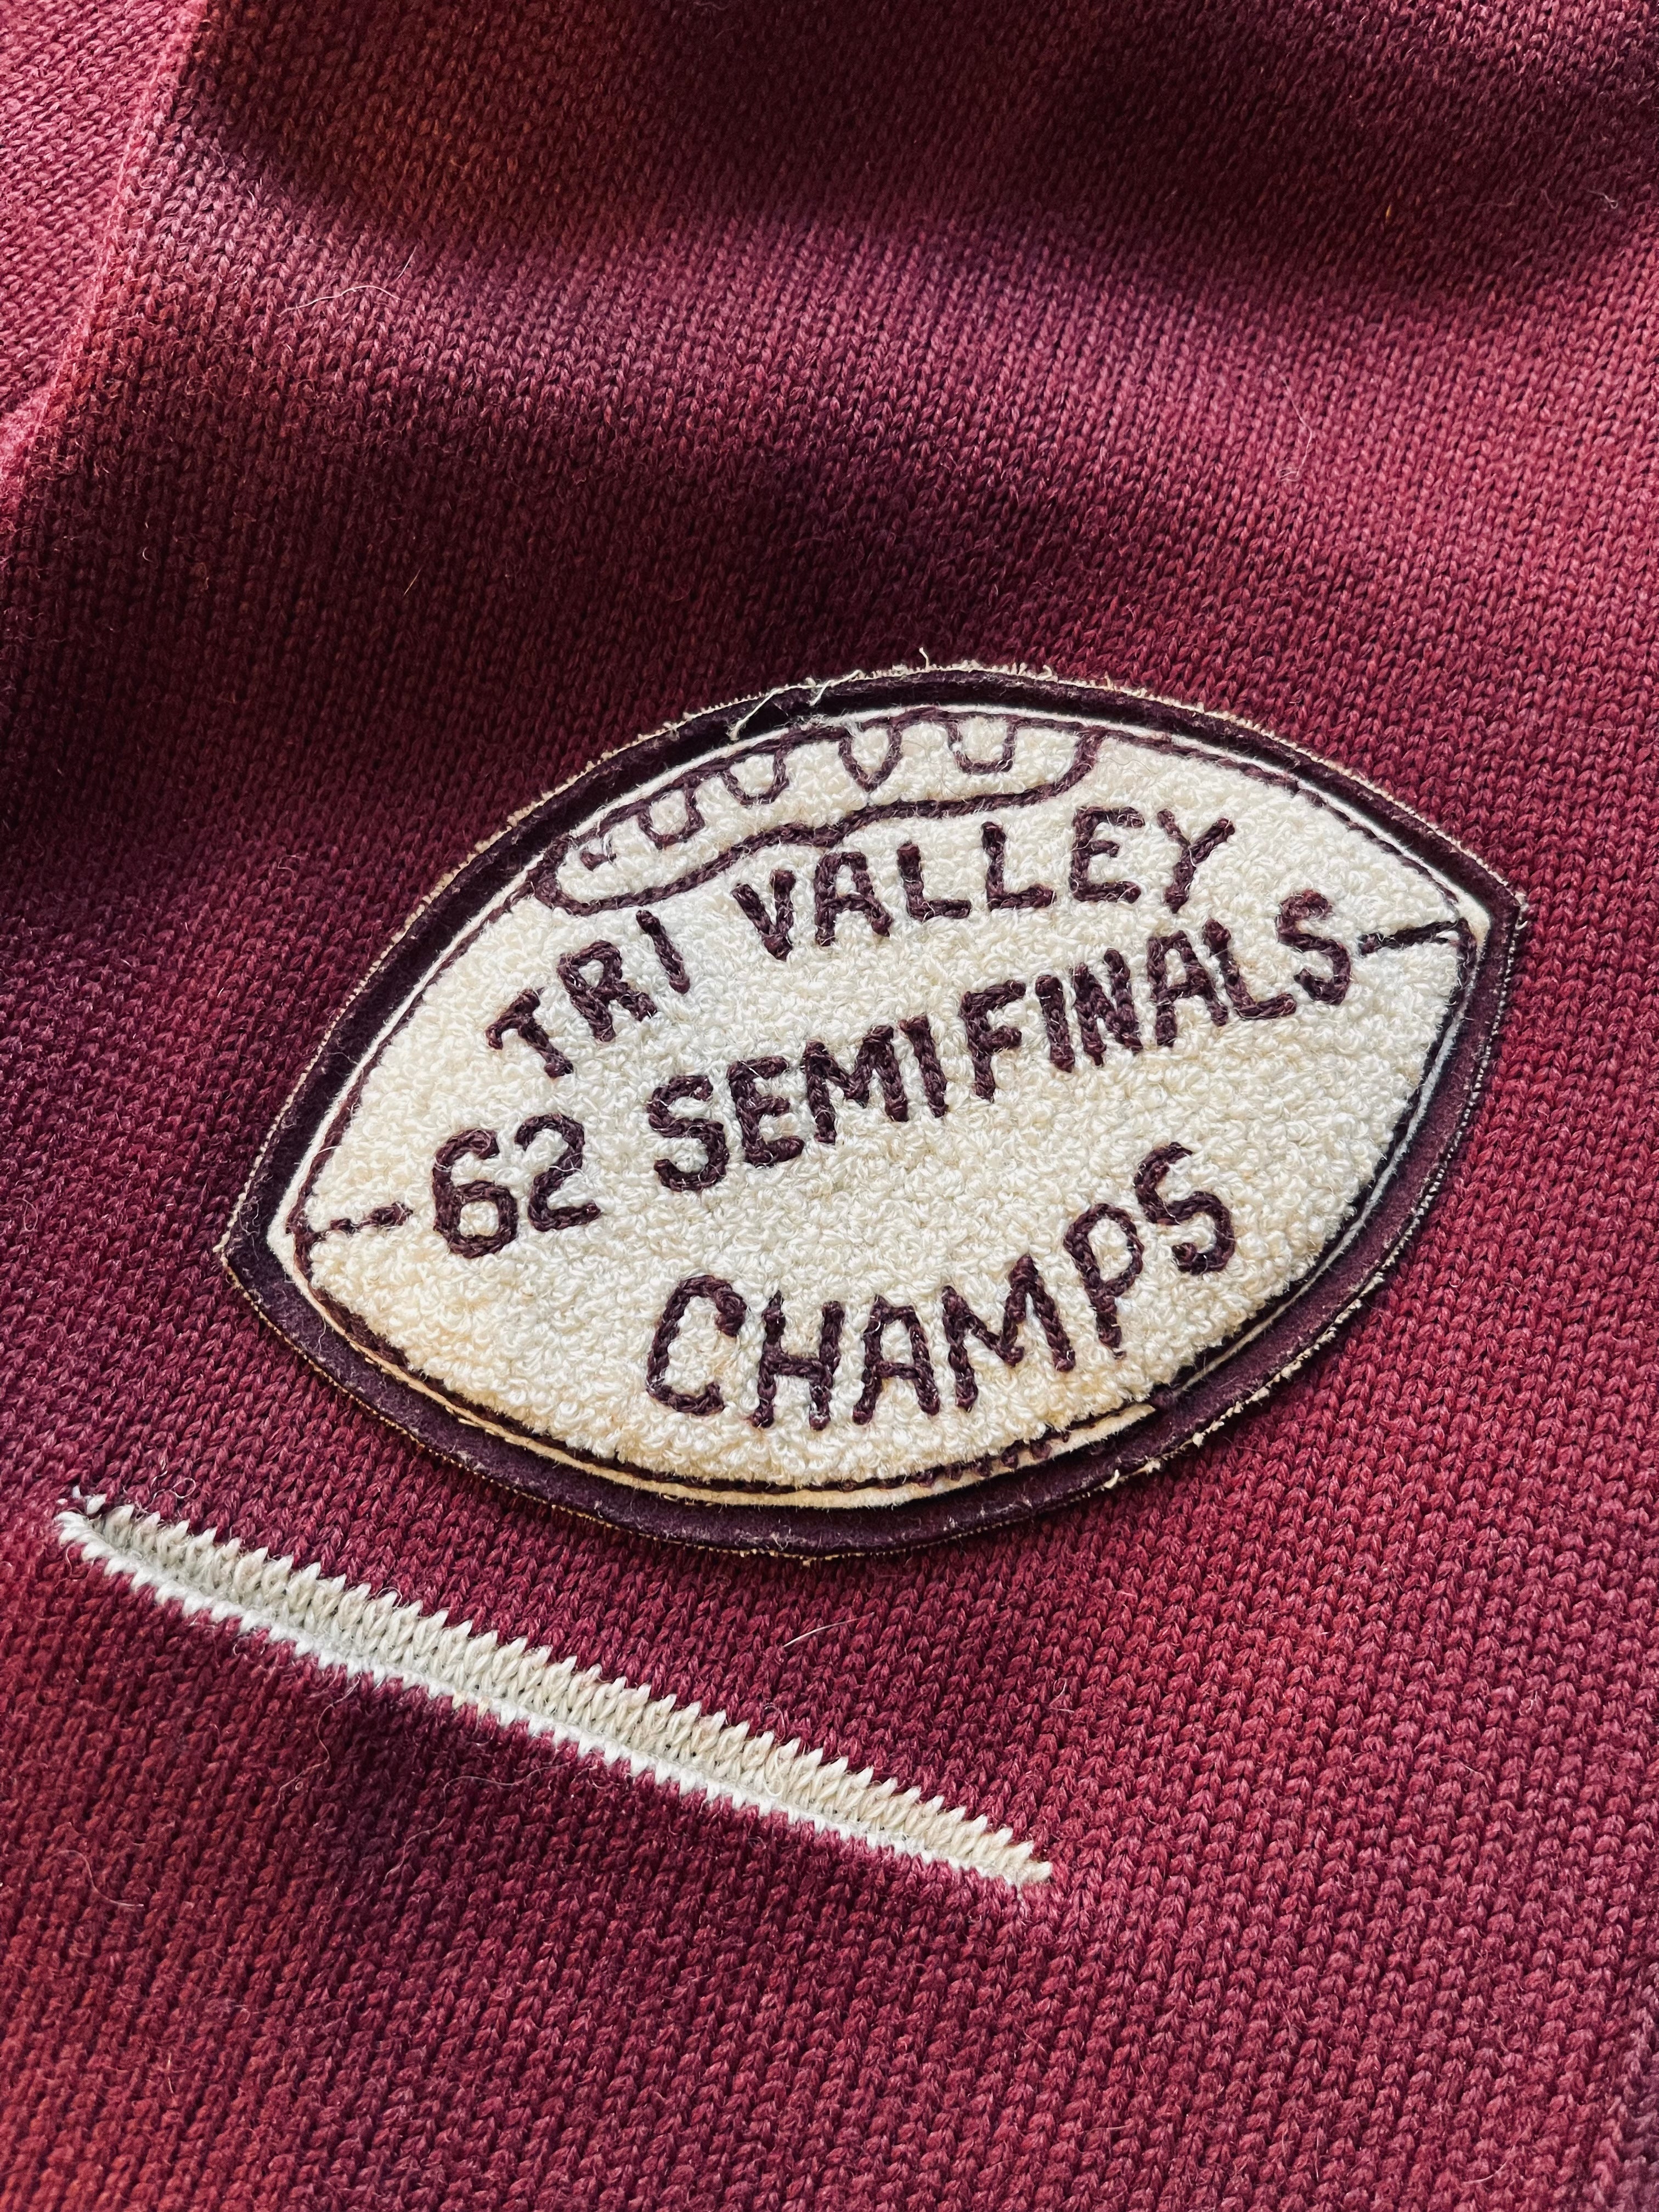 TRI VALLEY
62 SEMIFINALS
CHAMPS